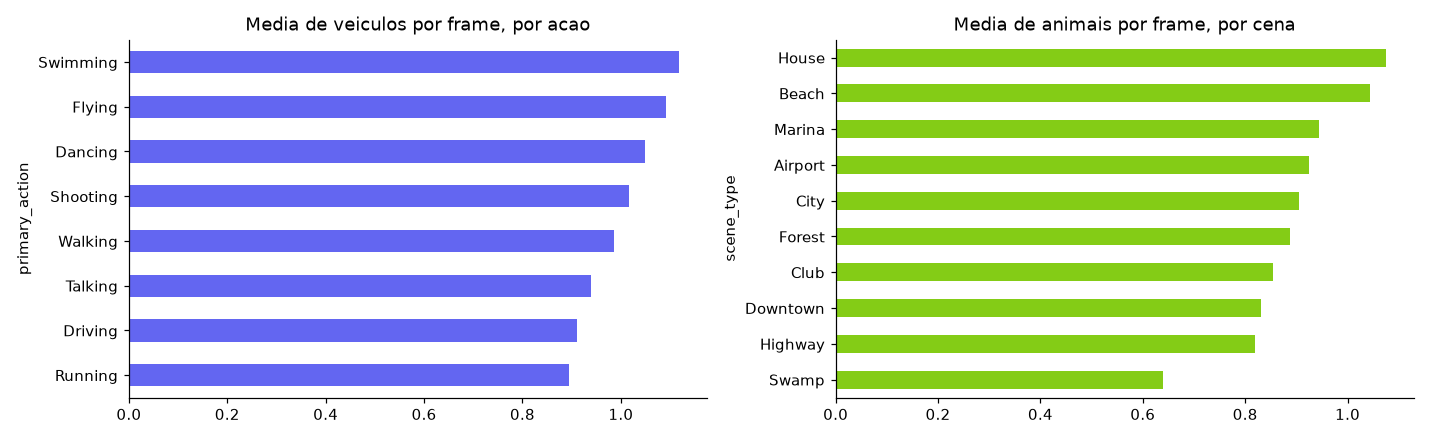 Media de veiculos por frame, por acao
primary_action
Swimming
Flying
Dancing
Shooting
Walking
Talking
Driving
Running
0.0 0.2 0.4 0.6 0.8 1.0
Media de animais por frame, por cena
scene_type
House
Beach
Marina
Airport
City
Forest
Club
Downtown
Highway
Swamp
0.0 0.2 0.4 0.6 0.8 1.0